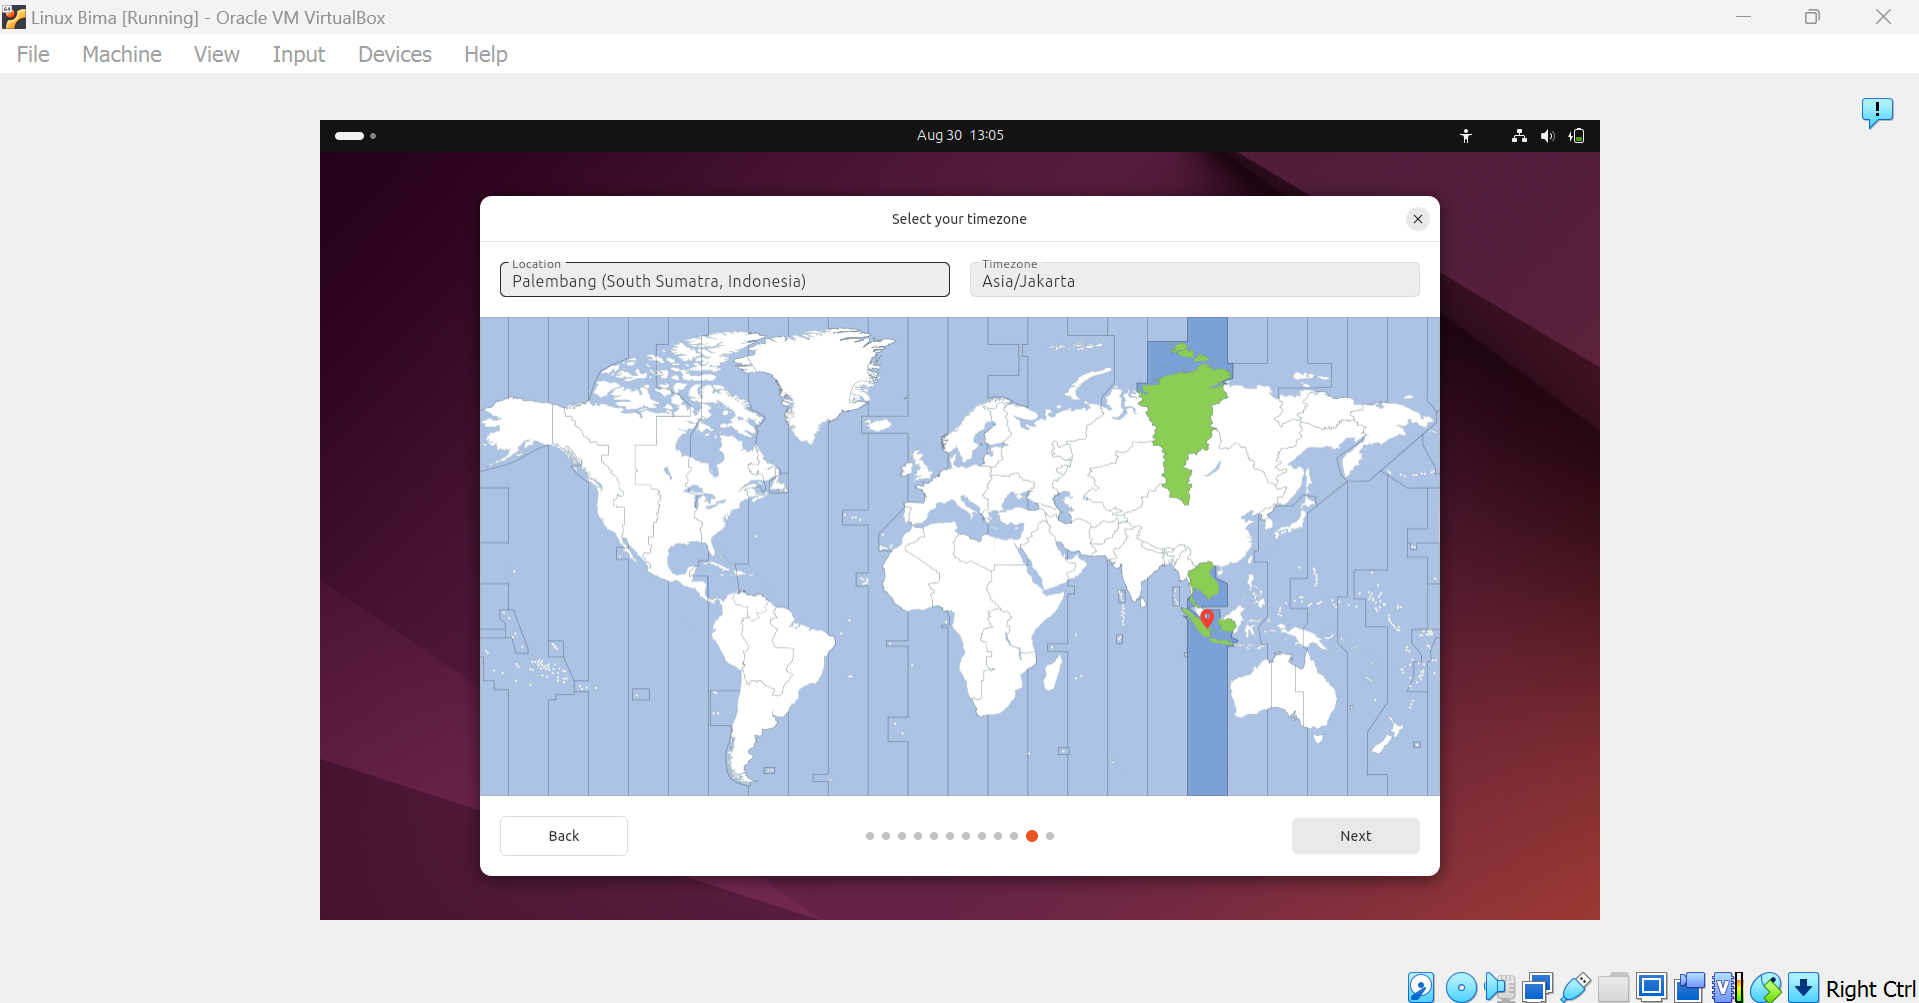 Linux Bima [Running] - Oracle VM VirtualBox
File Machine View Input Devices Help
Aug 30 13:05
Select your timezone
Location
Palembang (South Sumatra, Indonesia)
Timezone
Asia/Jakarta
Back
Next
Right Ctrl